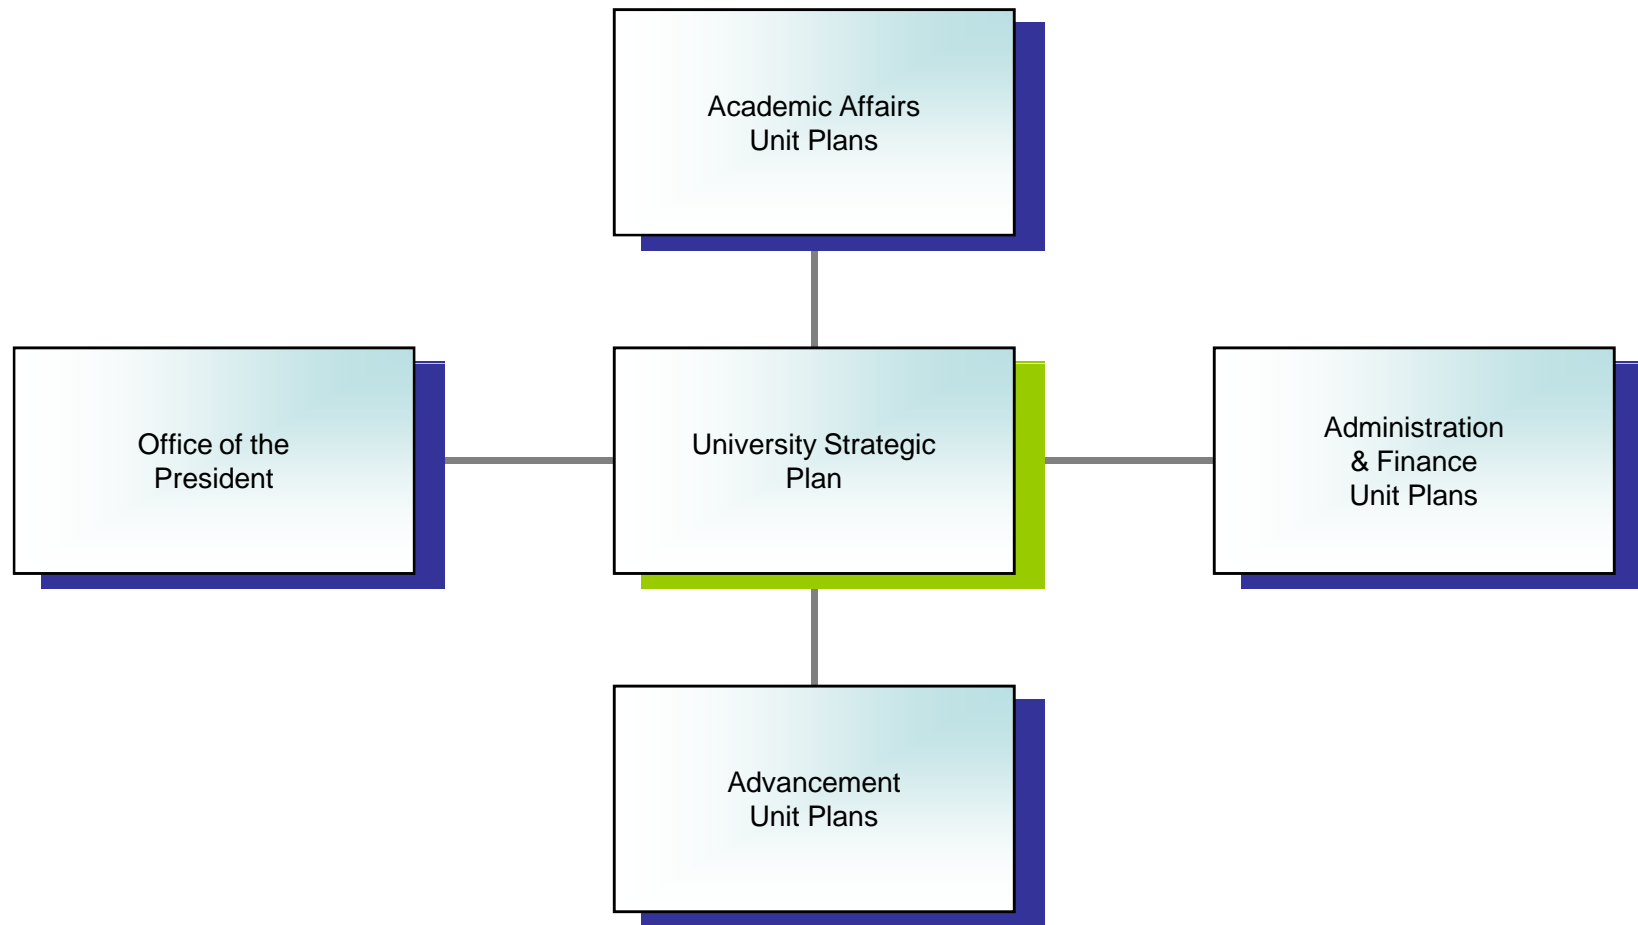 Academic Affairs
Unit Plans
Office of the
President
University Strategic
Plan
Administration
& Finance
Unit Plans
Advancement
Unit Plans